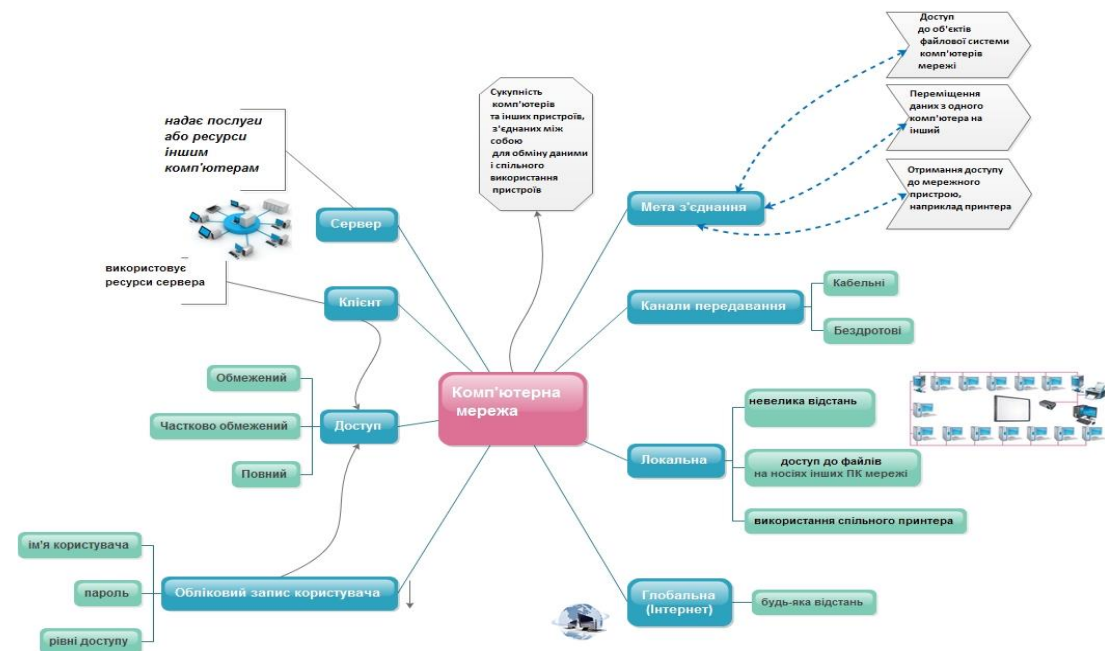 Доступ
до об'єктів
файлової системи
комп'ютерів
мережі
Сукупність
комп'ютерів
та інших пристроїв,
з'єднаних між
собою
для обміну даними
і спільного
використання
пристроїв
Переміщення
даних з одного
комп'ютера на
інший
надає послуги
або ресурси
іншим
комп'ютерам
Отримання доступу
до мережного
пристрою,
наприклад принтера
Мета з'єднання
Сервер
використовує
ресурси сервера
Клієнт
Канали передавання
Кабельні
Бездротові
Комп'ютерна
мережа
Обмежений
Частково обмежений
Повний
Доступ
Локальна
невелика відстань
доступ до файлів
на носіях інших ПК мережі
використання спільного принтера
ім'я користувача
пароль
рівні доступу
Обліковий запис користувача
Глобальна
(Інтернет)
будь-яка відстань